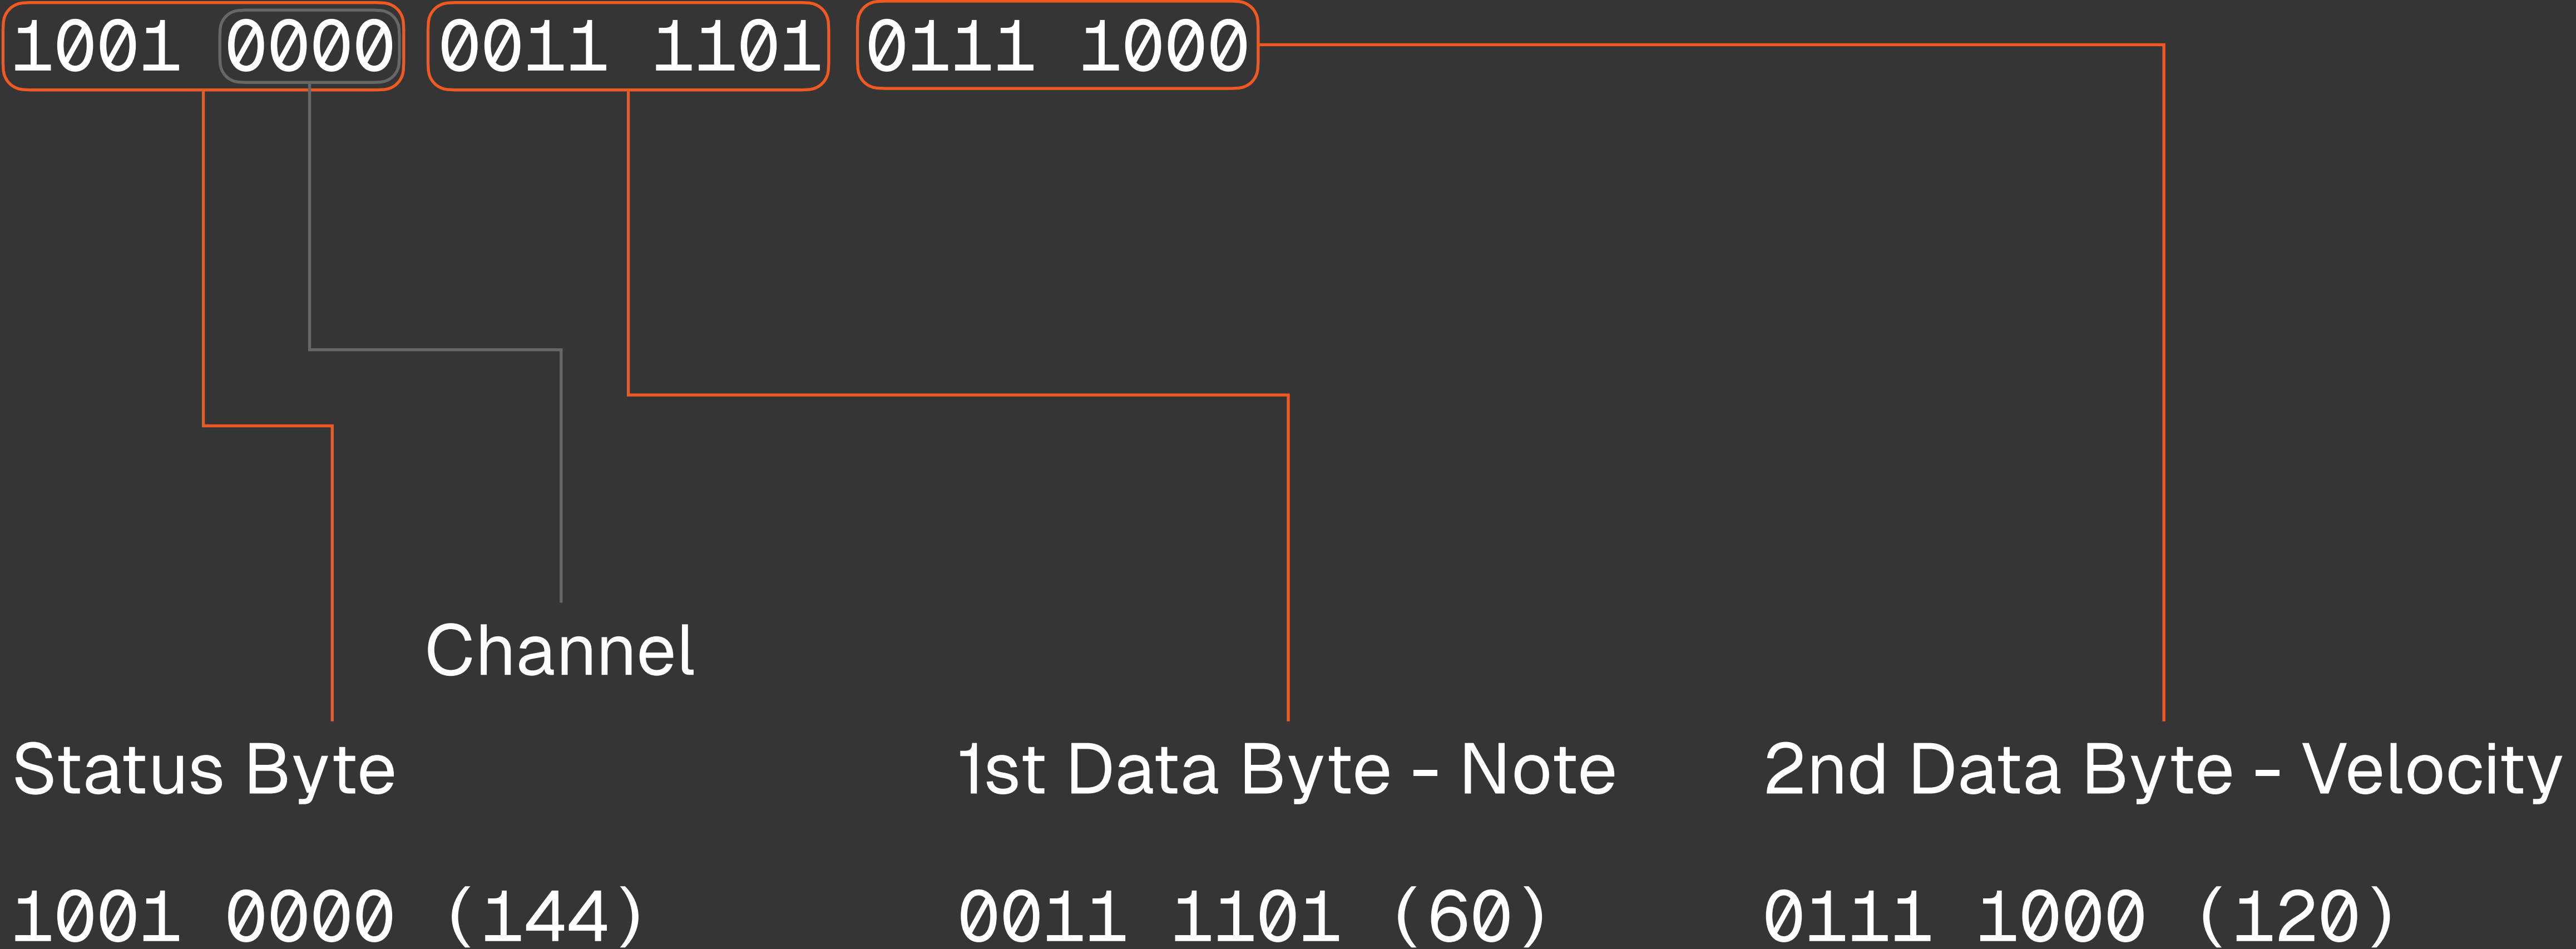 1001 0000 0011 1101 0111 1000
Channel
Status Byte 1st Data Byte - Note 2nd Data Byte - Velocity
1001 0000 (144) 0011 1101 (60) 0111 1000 (120)